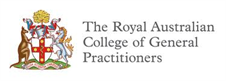 The Royal Australian
College of General
Practitioners